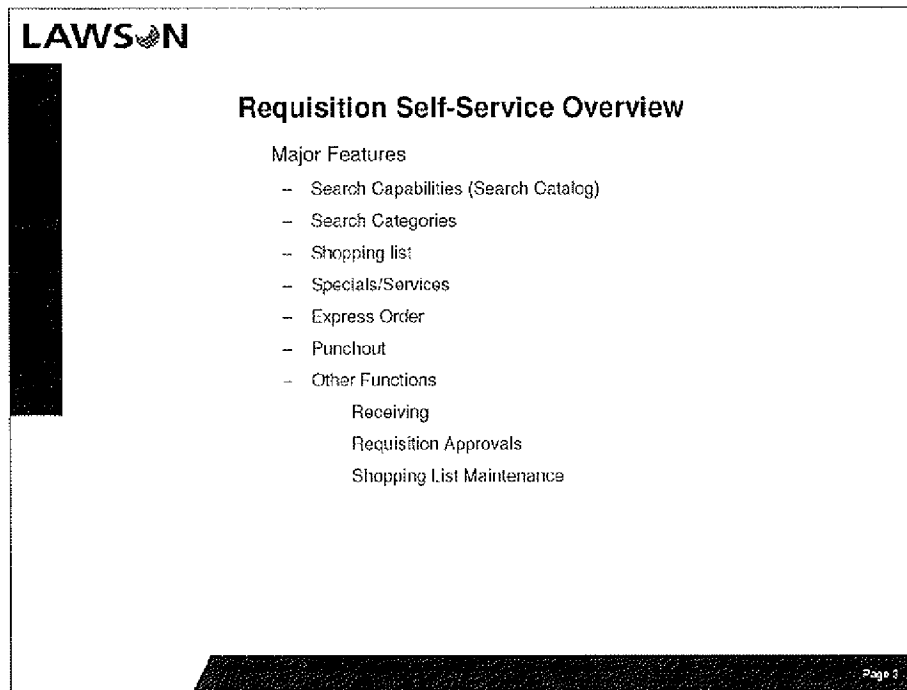 LAWSON
Requisition Self-Service Overview
Major Features
– Search Capabilities (Search Catalog)
– Search Categories
– Shopping list
– Specials/Services
– Express Order
– Punchout
– Other Functions
Receiving
Requisition Approvals
Shopping List Maintenance
Page 3